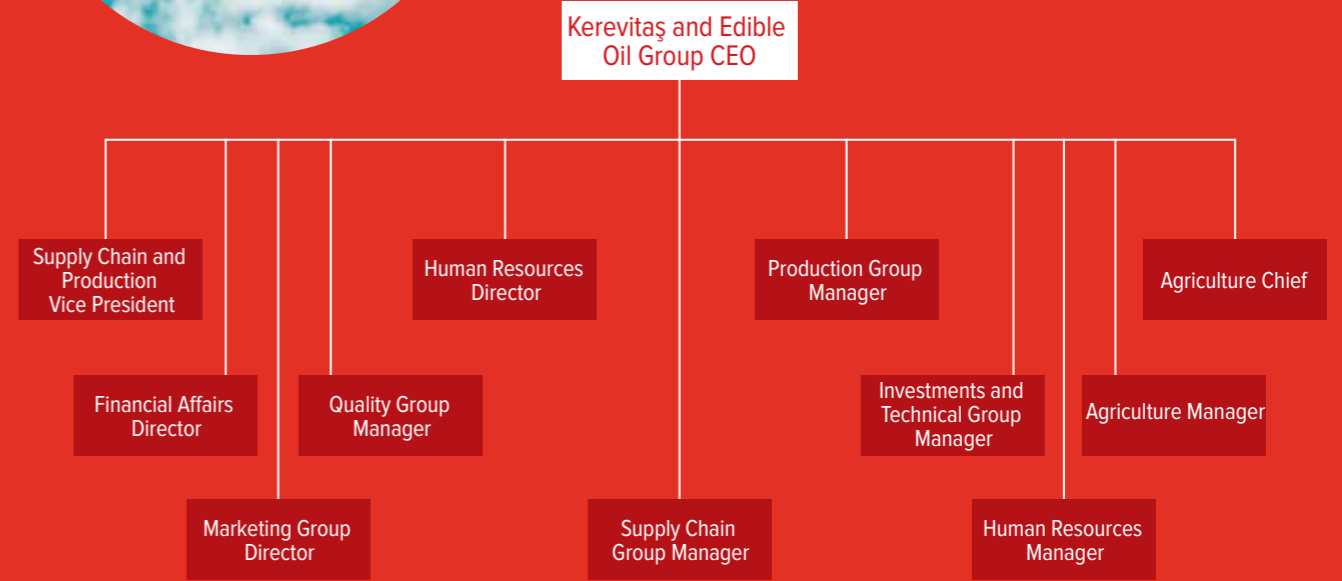 Kerevitaş and Edible
Oil Group CEO
Supply Chain and
Production
Vice President
Human Resources
Director
Production Group
Manager
Agriculture Chief
Financial Affairs
Director
Quality Group
Manager
Investments and
Technical Group
Manager
Agriculture Manager
Marketing Group
Director
Supply Chain
Group Manager
Human Resources
Manager